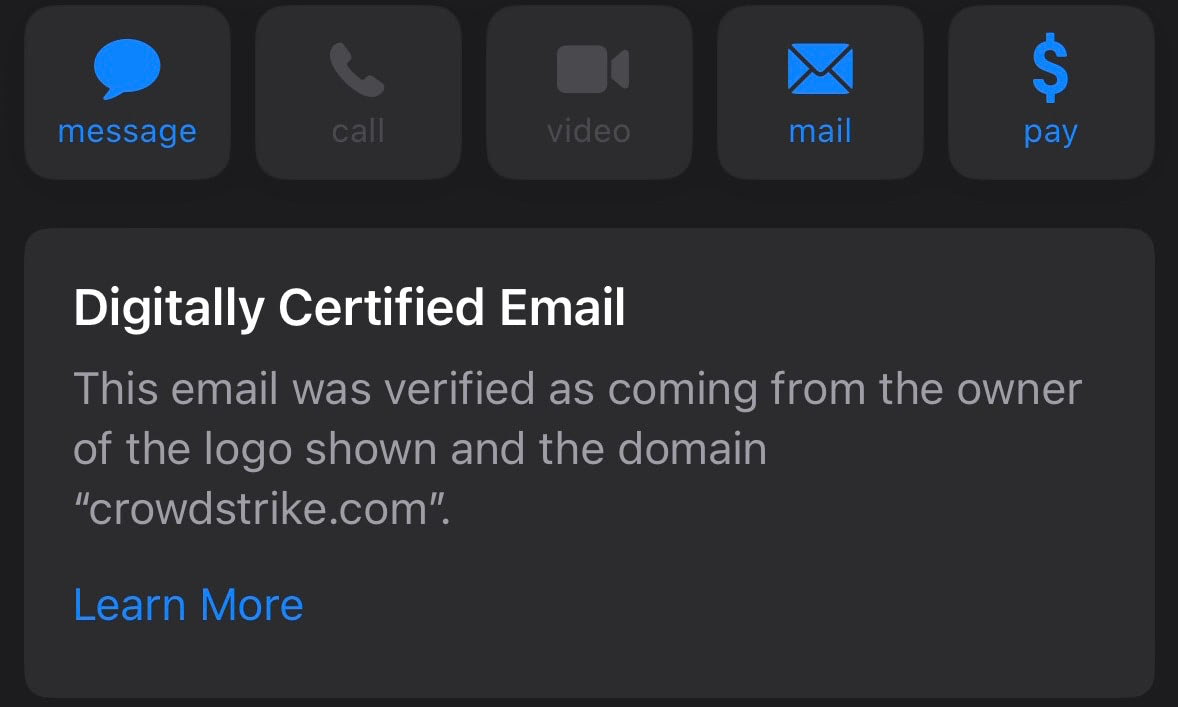 message
call
video
mail
pay
Digitally Certified Email
This email was verified as coming from the owner
of the logo shown and the domain
“crowdstrike.com”.
Learn More